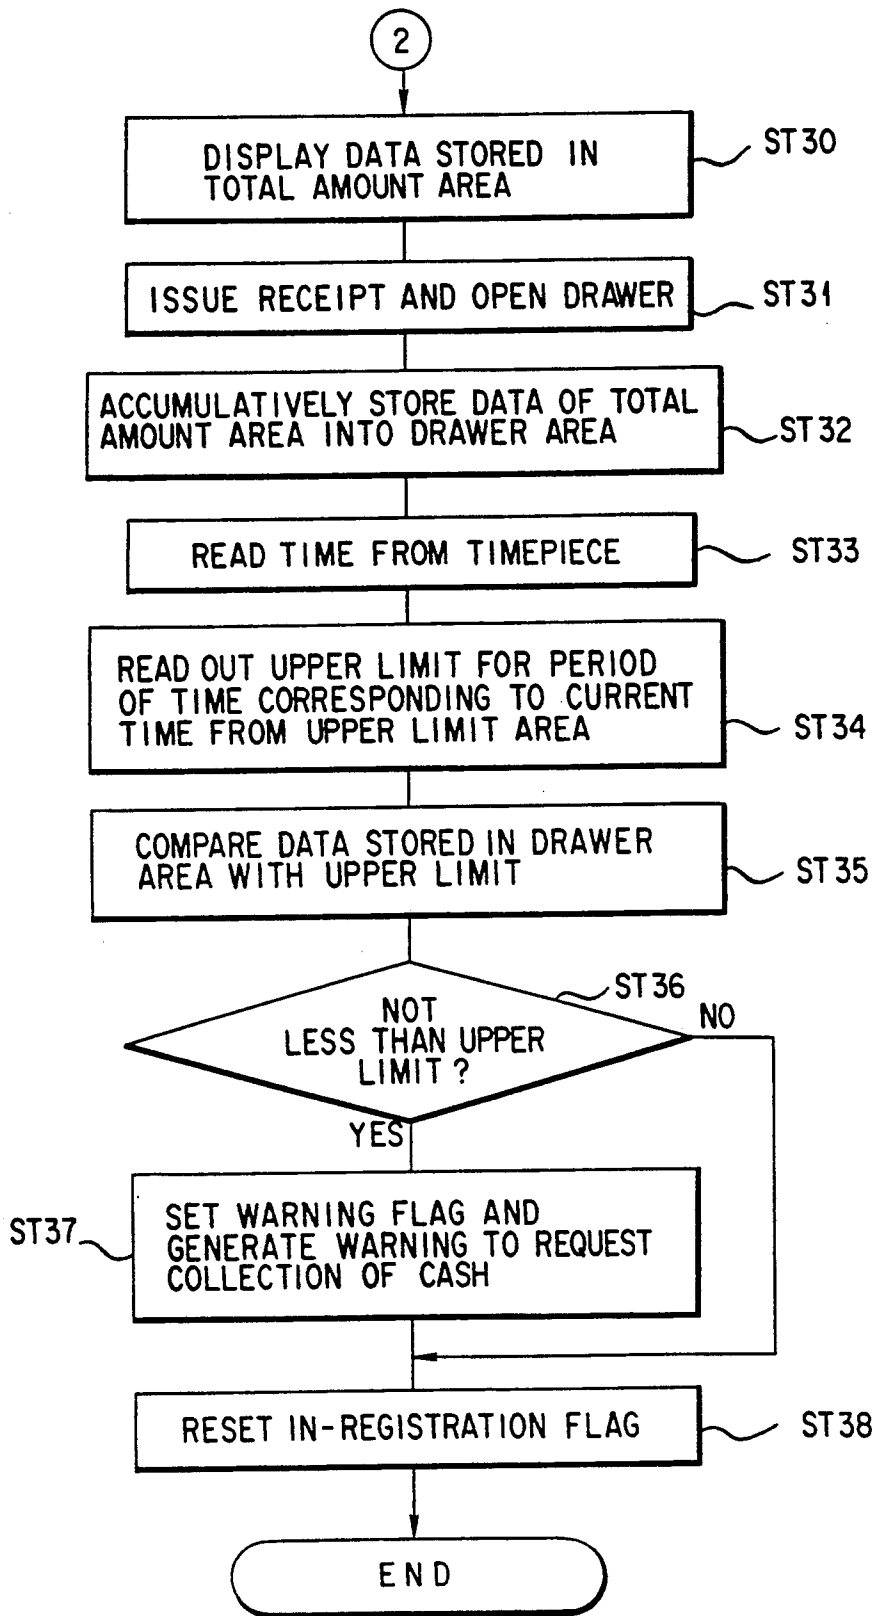 2
DISPLAY DATA STORED IN
TOTAL AMOUNT AREA
ST30
ISSUE RECEIPT AND OPEN DRAWER
ST31
ACCUMULATIVELY STORE DATA OF TOTAL
AMOUNT AREA INTO DRAWER AREA
ST32
READ TIME FROM TIMEPIECE
ST33
READ OUT UPPER LIMIT FOR PERIOD
OF TIME CORRESPONDING TO CURRENT
TIME FROM UPPER LIMIT AREA
ST34
COMPARE DATA STORED IN DRAWER
AREA WITH UPPER LIMIT
ST35
ST36
NOT
LESS THAN UPPER
LIMIT ?
NO
YES
ST37
SET WARNING FLAG AND
GENERATE WARNING TO REQUEST
COLLECTION OF CASH
RESET IN-REGISTRATION FLAG
ST38
END